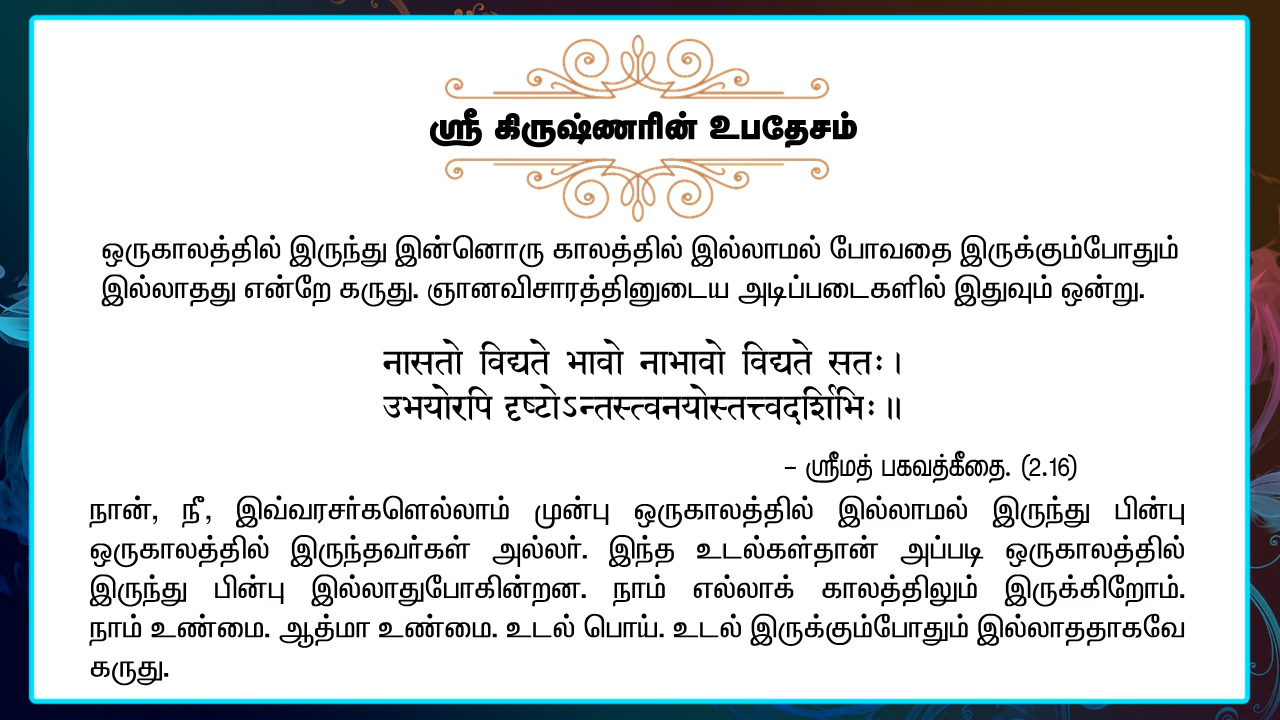 ஸ்ரீ கிருஷ்ணரின் உபதேசம்
ஒருகாலத்தில் இருந்து இன்னொரு காலத்தில் இல்லாமல் போவதை இருக்கும்போதும்
இல்லாதது என்றே கருது. ஞானவிசாரத்தினுடைய அடிப்படைகளில் இதுவும் ஒன்று.
नासतो विद्यते भावो नाभावो विद्यते सतः।
उभयोरपि दृष्टोऽन्तस्त्वनयोस्तत्त्वदर्शिभिः॥
- ஸ்ரீமத் பகவத்கீதை. (2.16)
நான், நீ, இவ்வரசர்களெல்லாம் முன்பு ஒருகாலத்தில் இல்லாமல் இருந்து பின்பு
ஒருகாலத்தில் இருந்தவர்கள் அல்லர். இந்த உடல்கள்தான் அப்படி ஒருகாலத்தில்
இருந்து பின்பு இல்லாதுபோகின்றன. நாம் எல்லாக் காலத்திலும் இருக்கிறோம்.
நாம் உண்மை. ஆத்மா உண்மை. உடல் பொய். உடல் இருக்கும்போதும் இல்லாததாகவே
கருது.